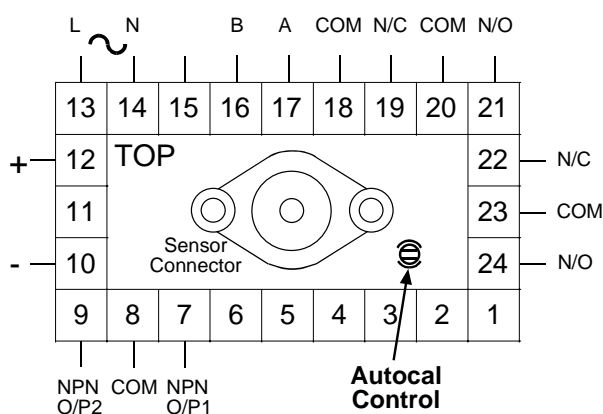 L N B A COM N/C COM N/O
13 14 15 16 17 18 19 20 21
+ 12 TOP 22 N/C
11 23 COM
Sensor
Connector
- 10 24 N/O
9 8 7 6 5 4 3 2 1
NPN COM NPN
O/P2 O/P1
Autocal
Control